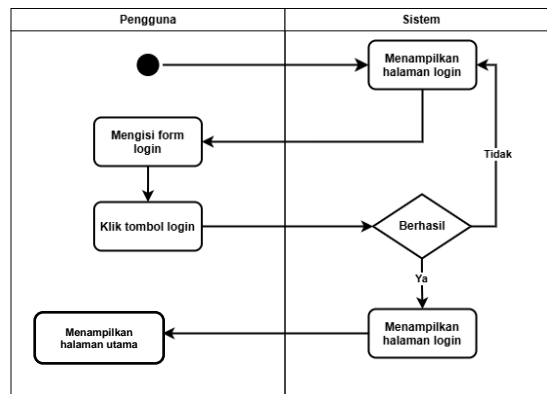 Pengguna
Sistem
Menampilkan
halaman login
Mengisi form
login
Tidak
Klik tombol login
Berhasil
Ya
Menampilkan
halaman utama
Menampilkan
halaman login